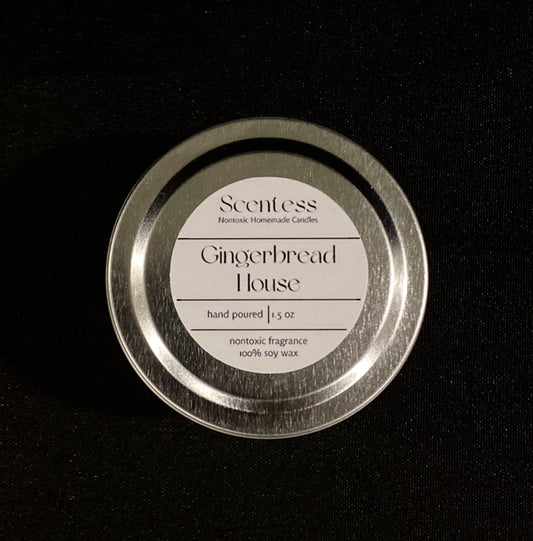 Scentess
Nontoxic Homemade Candles
Gingerbread
House
hand poured | 1.5 oz
nontoxic fragrance
100% soy wax